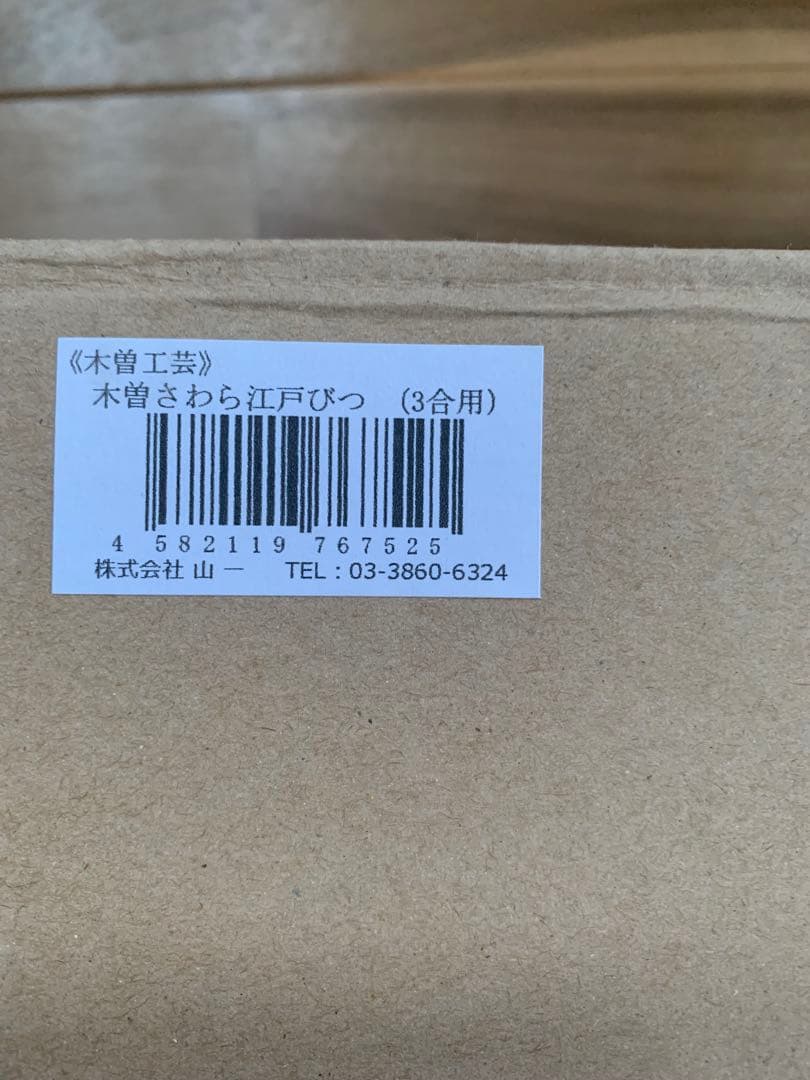 《木曽工芸》
木曽さわら江戸びつ （3合用）
4 582119 767525
株式会社 山一 TEL：03-3860-6324